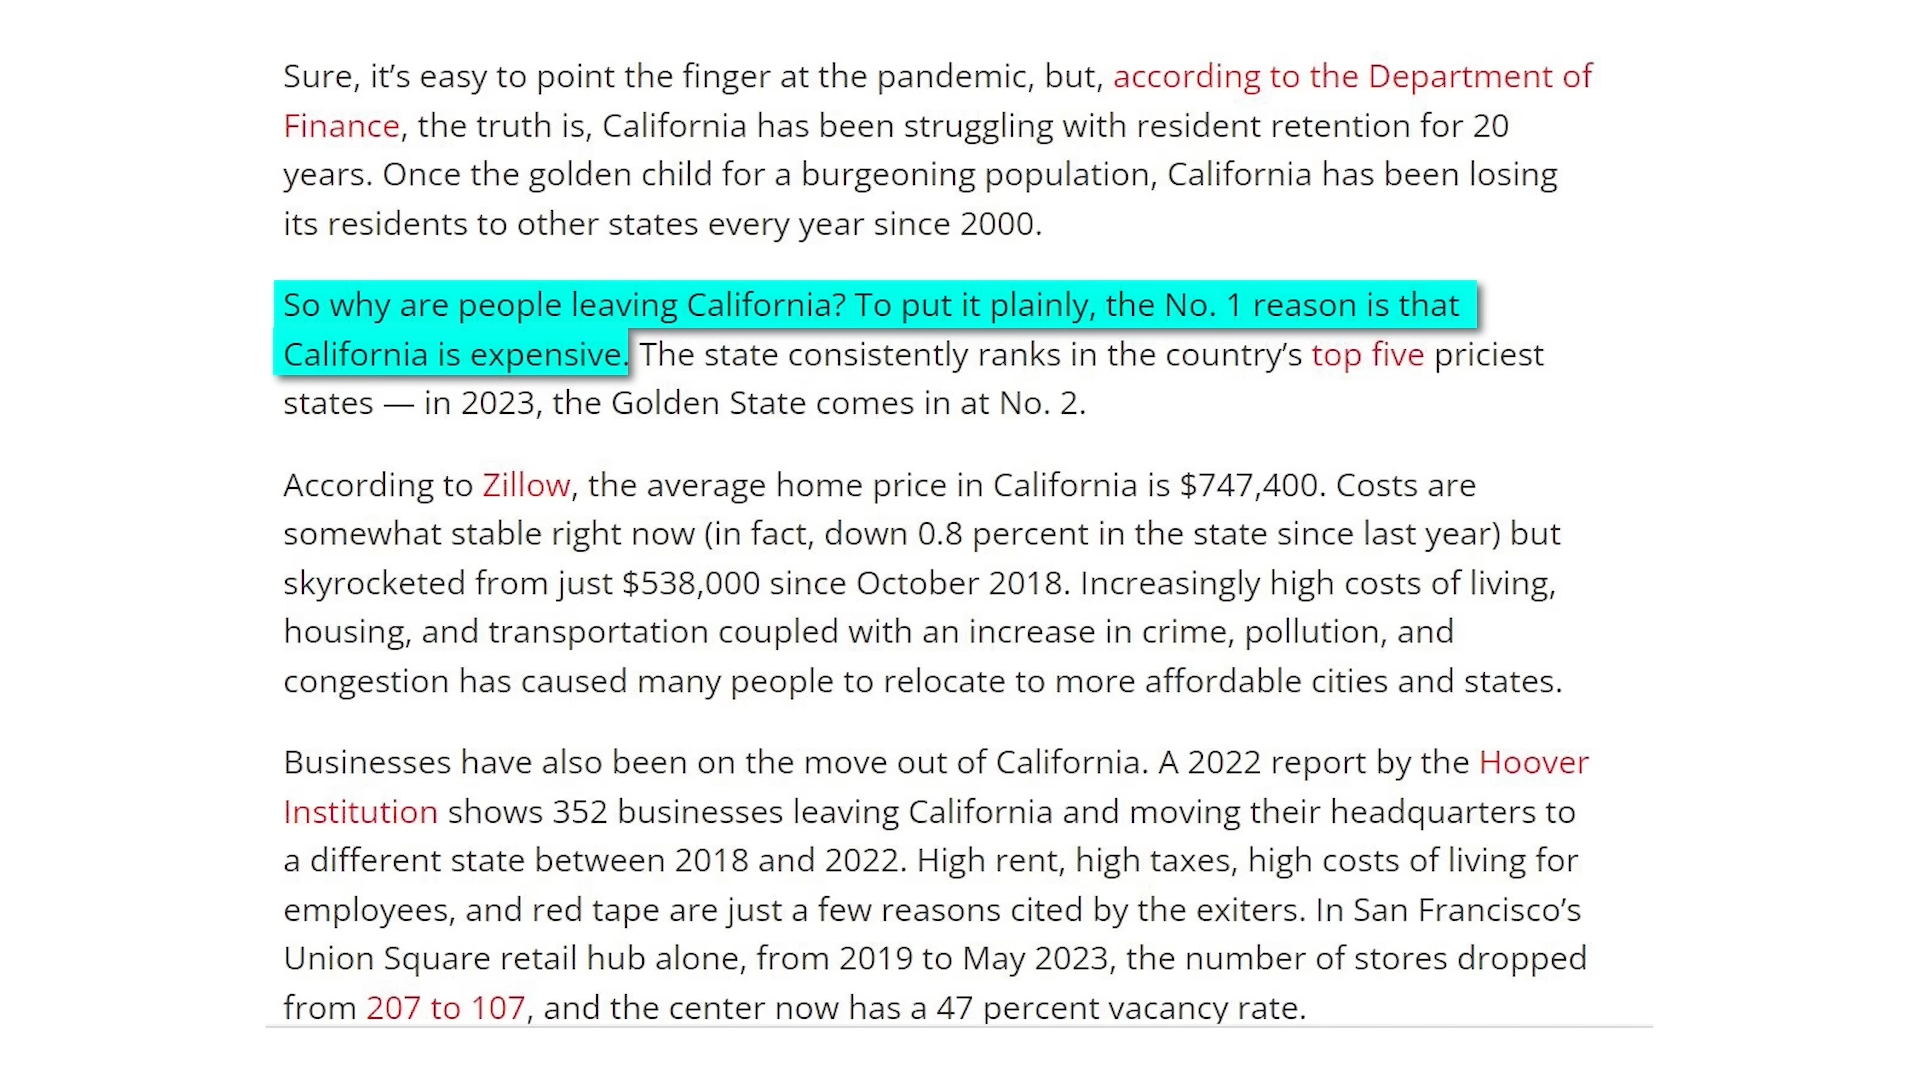 Sure, it’s easy to point the finger at the pandemic, but, according to the Department of
Finance, the truth is, California has been struggling with resident retention for 20
years. Once the golden child for a burgeoning population, California has been losing
its residents to other states every year since 2000.
So why are people leaving California? To put it plainly, the No. 1 reason is that
California is expensive. The state consistently ranks in the country’s top five priciest
states — in 2023, the Golden State comes in at No. 2.
According to Zillow, the average home price in California is $747,400. Costs are
somewhat stable right now (in fact, down 0.8 percent in the state since last year) but
skyrocketed from just $538,000 since October 2018. Increasingly high costs of living,
housing, and transportation coupled with an increase in crime, pollution, and
congestion has caused many people to relocate to more affordable cities and states.
Businesses have also been on the move out of California. A 2022 report by the Hoover
Institution shows 352 businesses leaving California and moving their headquarters to
a different state between 2018 and 2022. High rent, high taxes, high costs of living for
employees, and red tape are just a few reasons cited by the exiters. In San Francisco’s
Union Square retail hub alone, from 2019 to May 2023, the number of stores dropped
from 207 to 107, and the center now has a 47 percent vacancy rate.